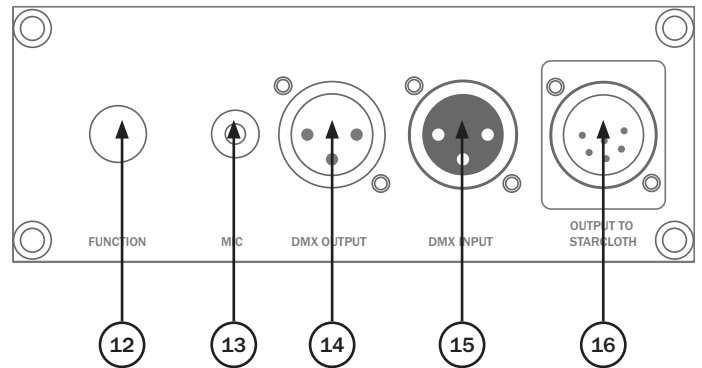 FUNCTION
MIC
DMX OUTPUT
DMX INPUT
OUTPUT TO
STARCLOTH
12
13
14
15
16